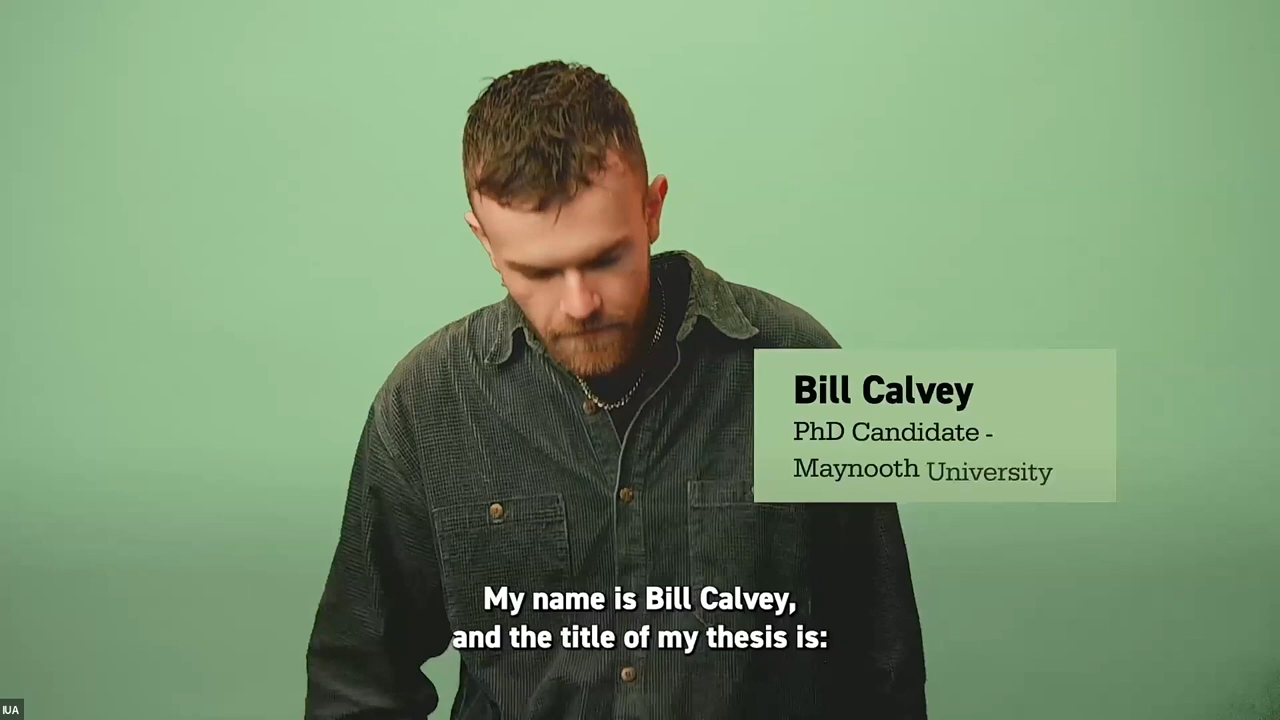 Bill Calvey
PhD Candidate -
Maynooth University
My name is Bill Calvey,
and the title of my thesis is:
IUA